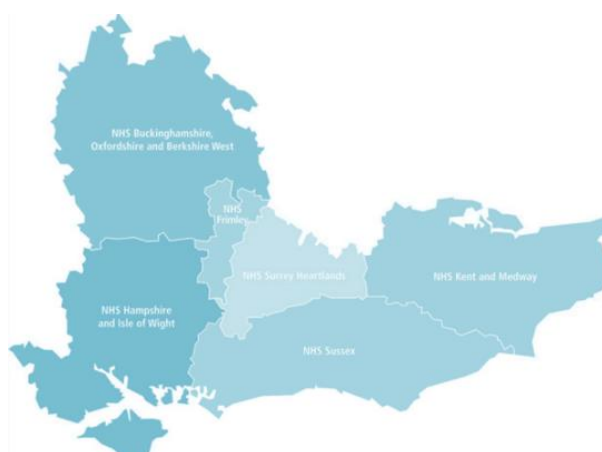 NHS Buckinghamshire,
Oxfordshire and Berkshire West
NHS
Frimley
NHS Surrey Heartlands
NHS Kent and Medway
NHS Hampshire
and Isle of Wight
NHS Sussex